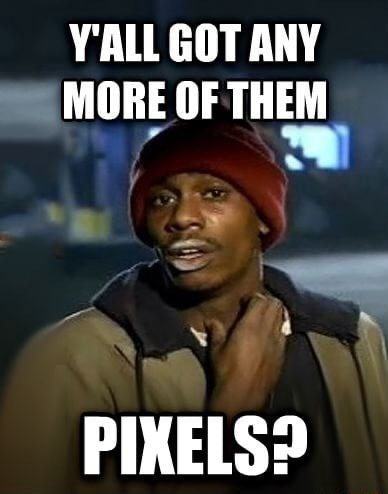 Y'ALL GOT ANY
MORE OF THEM
PIXELS?